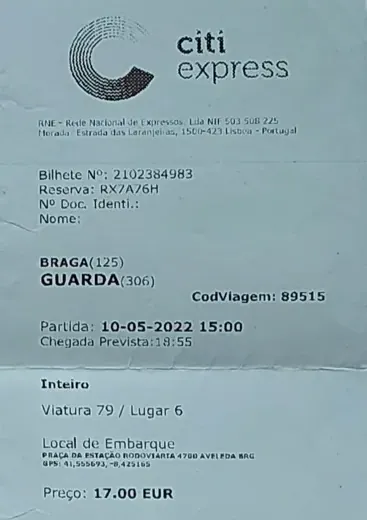 citi
express
RNE - Rede Nacional de Expressos, Lda NIF 503 508 225
Morada: Estrada das Laranjeiras, 1500-423 Lisboa - Portugal
Bilhete Nº: 2102384983
Reserva: RX7A76H
Nº Doc. Identi.:
Nome:
BRAGA(125)
GUARDA(306)
CodViagem: 89515
Partida: 10-05-2022 15:00
Chegada Prevista:18:55
Inteiro
Viatura 79 / Lugar 6
Local de Embarque
PRAÇA DA ESTAÇÃO RODOVIÁRIA 4700 AVELEDA BRG
GPS: 41,555693, -8,425165
Preço: 17.00 EUR